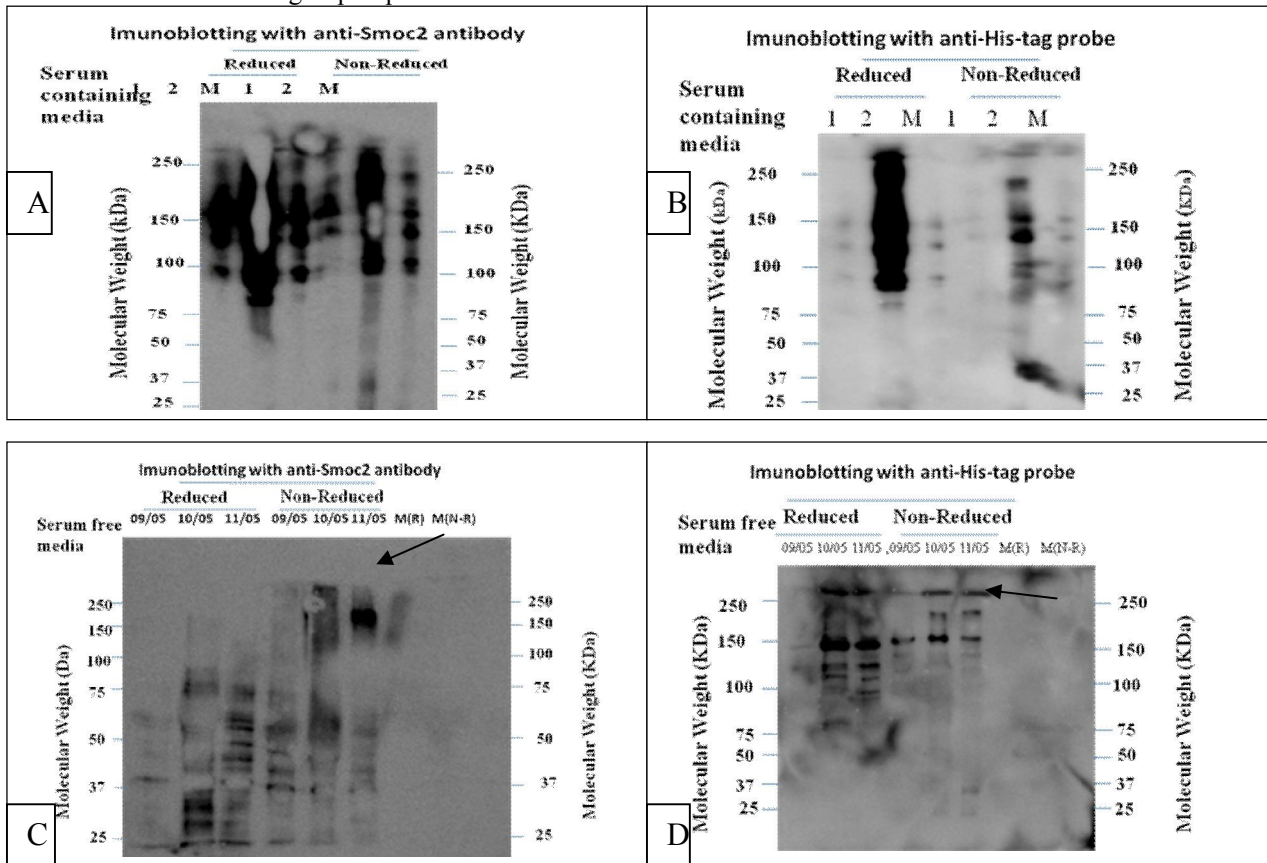 Imunoblotting with anti-Smoc2 antibody
Reduced Non-Reduced
Serum containing media
1 2 M 1 2 M
250
150
100
75
50
37
25
Molecular Weight (kDa)
A
250
150
100
75
50
37
25
Molecular Weight (KDa)
Imunoblotting with anti-His-tag probe
Reduced Non-Reduced
Serum containing media
1 2 M 1 2 M
250
150
100
75
50
37
25
Molecular Weight (kDa)
B
250
150
100
75
50
37
25
Molecular Weight (KDa)
Imunoblotting with anti-Smoc2 antibody
Reduced Non-Reduced
09/05 10/05 11/05 09/05 10/05 11/05 M(R) M(N-R)
Serum free
media
250
150
100
75
50
37
25
Molecular Weight (Da)
C
250
150
100
75
50
37
25
Molecular Weight (KDa)
Imunoblotting with anti-His-tag probe
Serum free Reduced Non-Reduced
media 09/05 10/05 11/05 ,09/05 10/05 11/05 M(R) M(N-R)
250
150
100
75
50
37
25
Molecular Weight (KDa)
D
250
150
100
75
50
37
25
Molecular Weight (KDa)